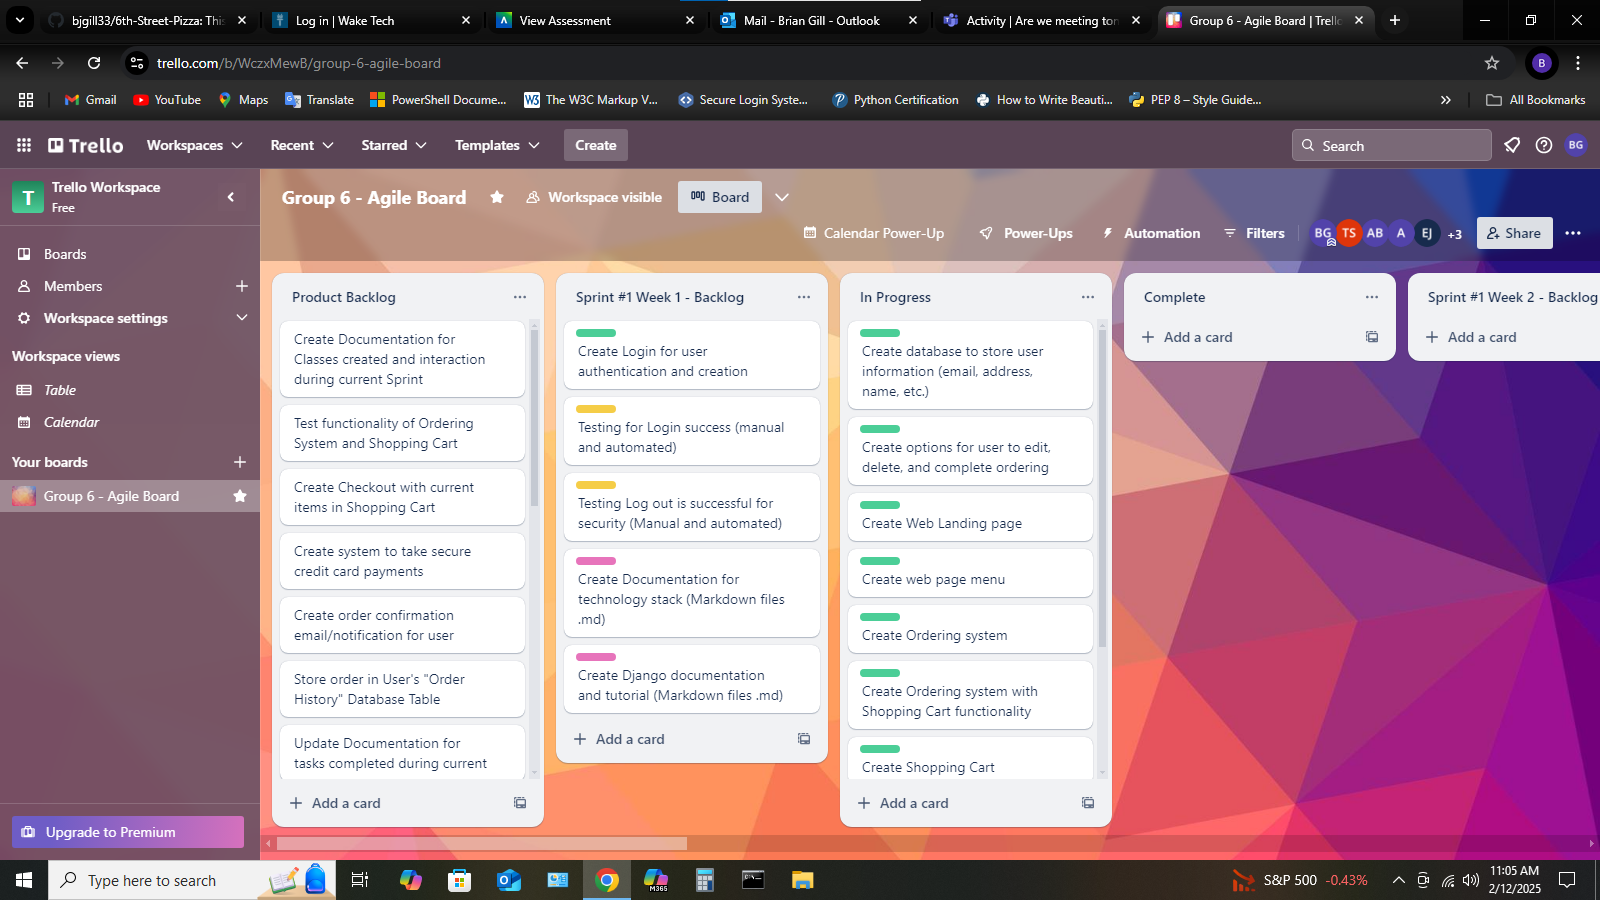 bjgill33/6th-Street-Pizza: This
Log in | Wake Tech
View Assessment
Mail - Brian Gill - Outlook
Activity | Are we meeting ton
Group 6 - Agile Board | Trello
trello.com/b/WczxMewB/group-6-agile-board
B
Gmail
YouTube
Maps
Translate
PowerShell Docume...
The W3C Markup V...
Secure Login Syste...
Python Certification
How to Write Beauti...
PEP 8 – Style Guide...
All Bookmarks
Trello
Workspaces
Recent
Starred
Templates
Create
Search
BG
T
Trello Workspace
Free
Boards
Members
Workspace settings
Workspace views
Table
Calendar
Your boards
Group 6 - Agile Board
Upgrade to Premium
Group 6 - Agile Board
Workspace visible
Board
Calendar Power-Up
Power-Ups
Automation
Filters
BG
TS
AB
A
EJ
+3
Share
Product Backlog
Create Documentation for
Classes created and interaction
during current Sprint
Test functionality of Ordering
System and Shopping Cart
Create Checkout with current
items in Shopping Cart
Create system to take secure
credit card payments
Create order confirmation
email/notification for user
Store order in User's "Order
History" Database Table
Update Documentation for
tasks completed during current
Add a card
Sprint #1 Week 1 - Backlog
Create Login for user
authentication and creation
Testing for Login success (manual
and automated)
Testing Log out is successful for
security (Manual and automated)
Create Documentation for
technology stack (Markdown files
.md)
Create Django documentation
and tutorial (Markdown files .md)
Add a card
In Progress
Create database to store user
information (email, address,
name, etc.)
Create options for user to edit,
delete, and complete ordering
Create Web Landing page
Create web page menu
Create Ordering system
Create Ordering system with
Shopping Cart functionality
Create Shopping Cart
Add a card
Complete
Add a card
Sprint #1 Week 2 - Backlog
Add a card
Type here to search
M365
S&P 500 -0.43%
11:05 AM
2/12/2025